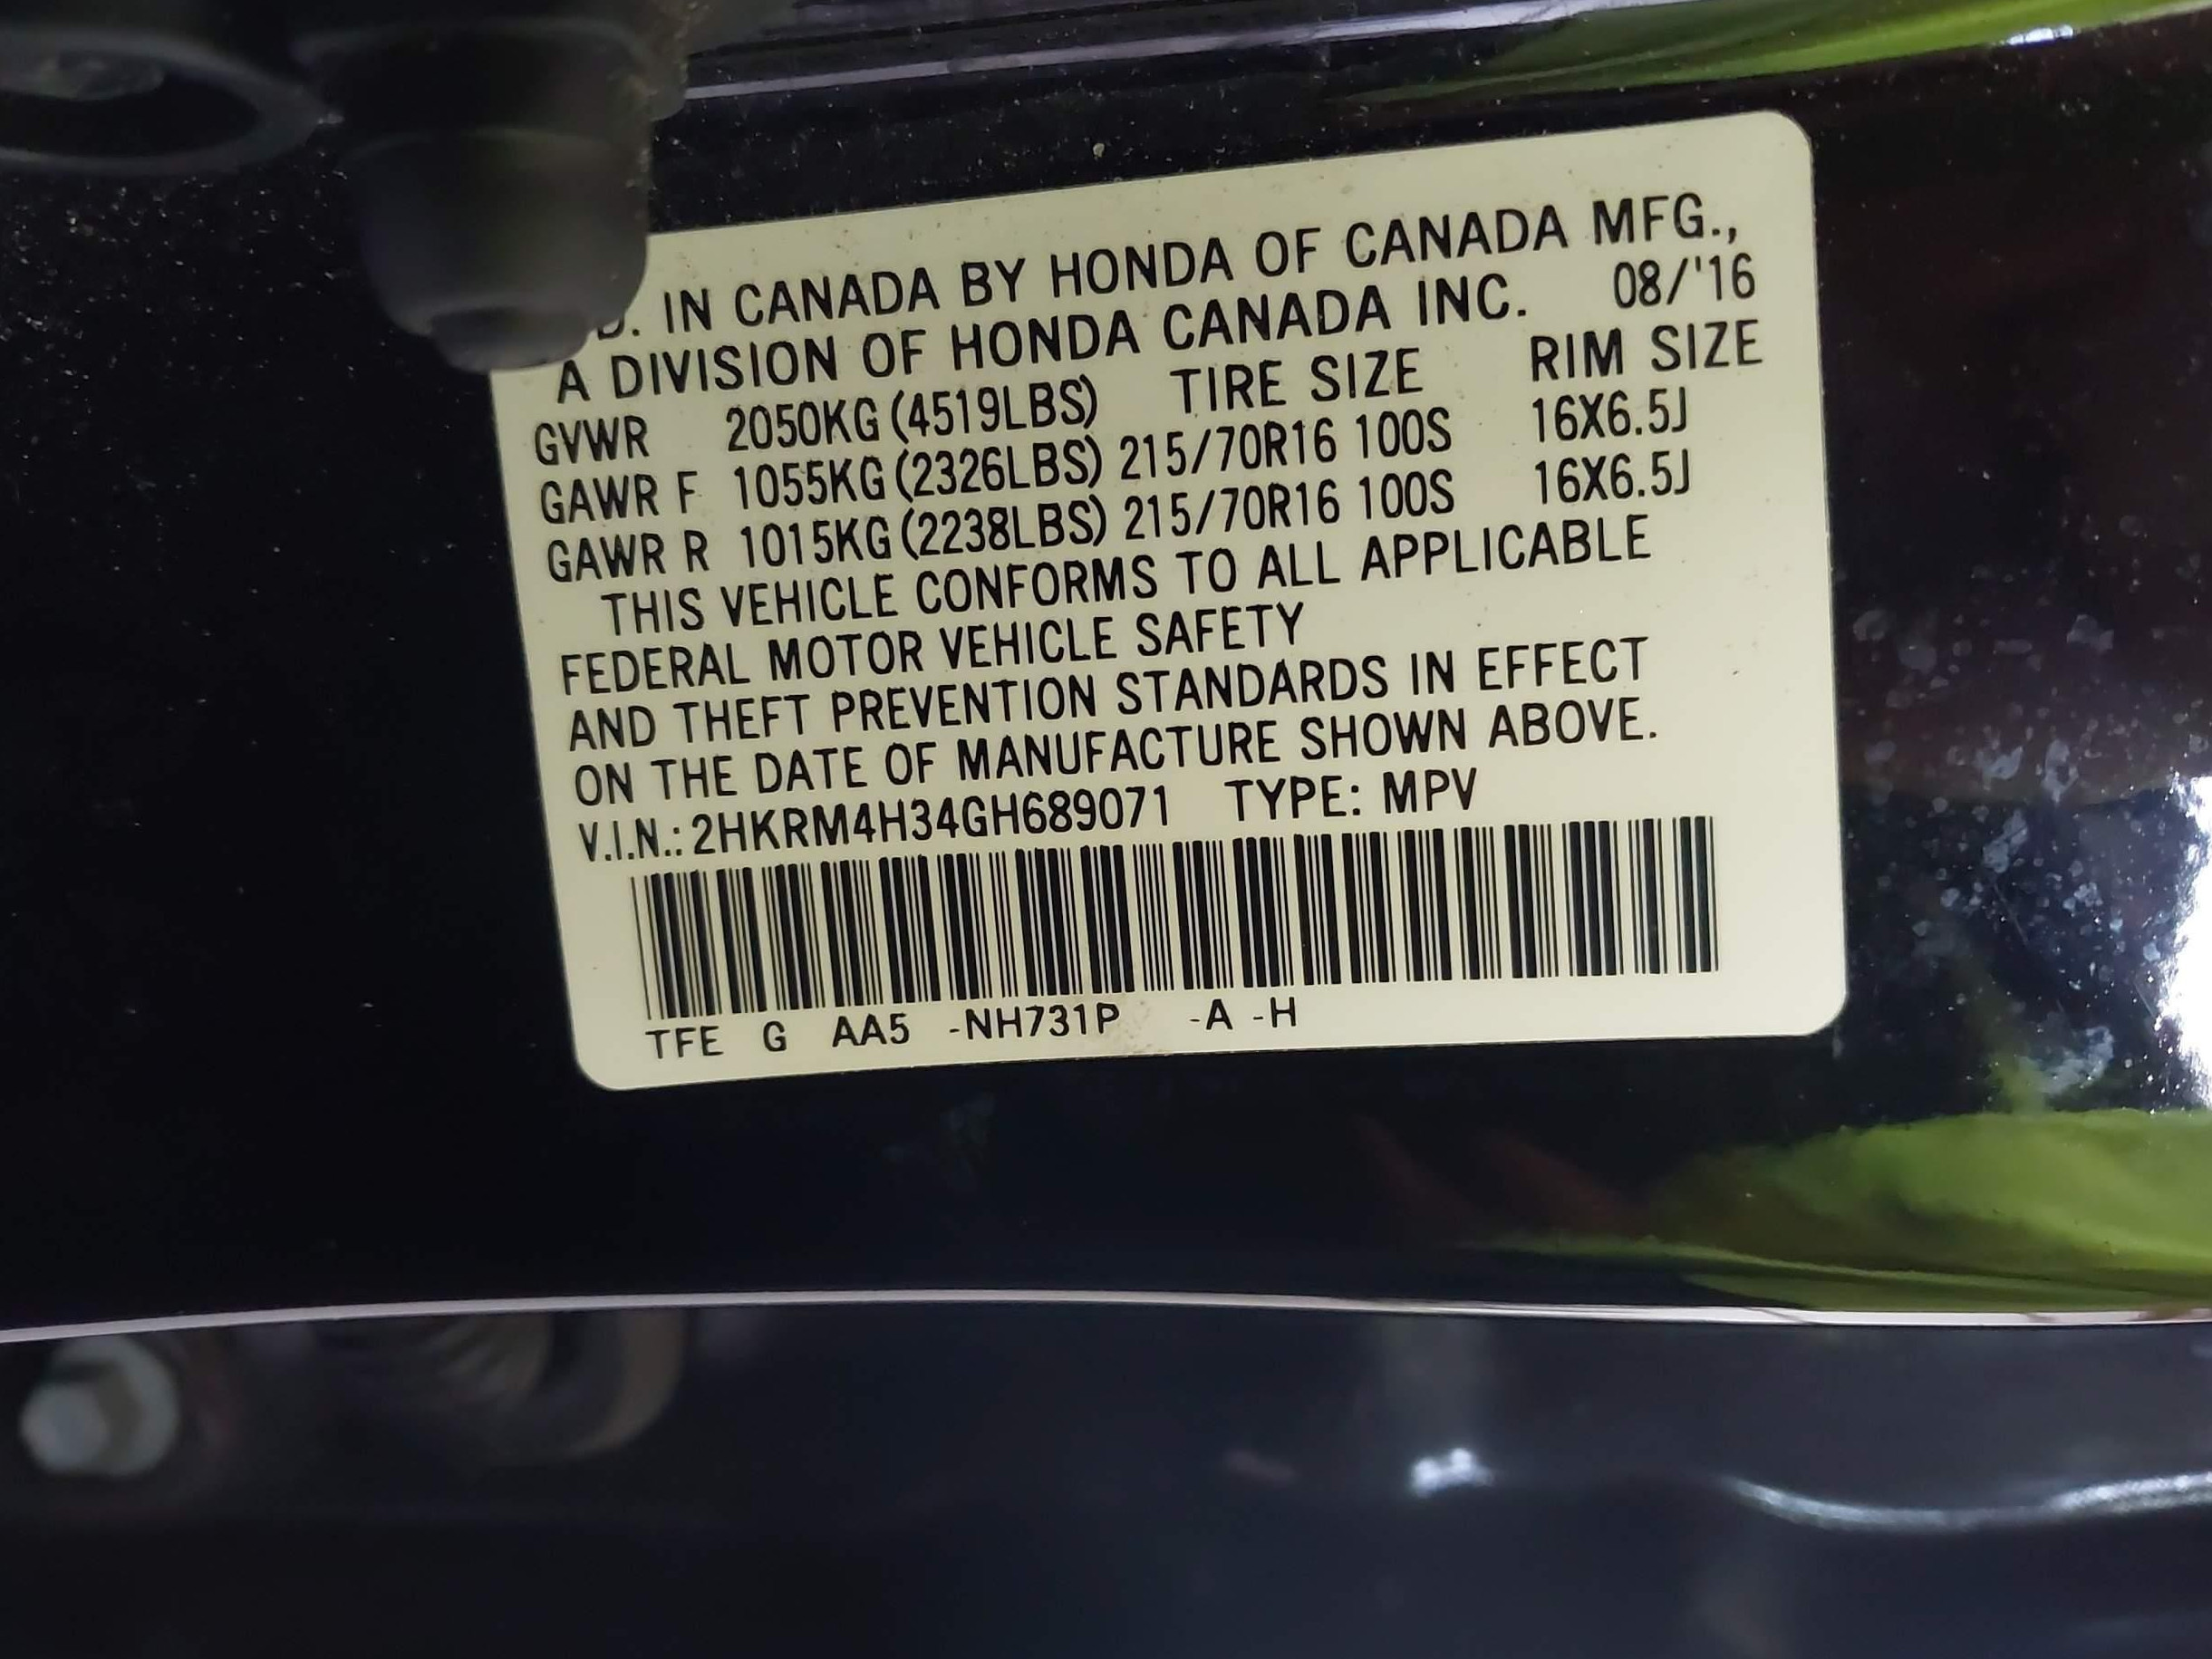 . IN CANADA BY HONDA OF CANADA MFG.,
A DIVISION OF HONDA CANADA INC. 08/'16
GVWR 2050KG (4519LBS) TIRE SIZE RIM SIZE
GAWR F 1055KG (2326LBS) 215/70R16 100S 16X6.5J
GAWR R 1015KG (2238LBS) 215/70R16 100S 16X6.5J
THIS VEHICLE CONFORMS TO ALL APPLICABLE
FEDERAL MOTOR VEHICLE SAFETY
AND THEFT PREVENTION STANDARDS IN EFFECT
ON THE DATE OF MANUFACTURE SHOWN ABOVE.
V.I.N.: 2HKRM4H34GH689071 TYPE: MPV
TFE G AA5 -NH731P -A -H